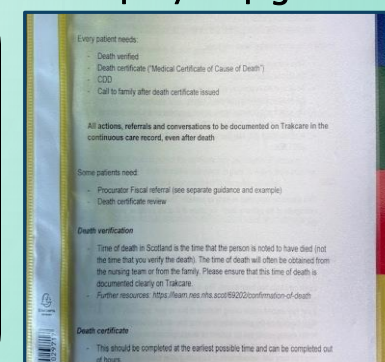 Every patient needs:
- Death verified
- Death certificate ("Medical Certificate of Cause of Death")
- CDD
- Call to family after death certificate issued
All actions, referrals and conversations to be documented on Trakcare in the
continuous care record, even after death
Some patients need:
- Procurator Fiscal referral (see separate guidance and example)
- Death certificate review
Death verification
- Time of death in Scotland is the time that the person is noted to have died (not
the time that you verify the death). The time of death will often be obtained from
the nursing team or from the family. Please ensure that this time of death is
documented clearly on Trakcare.
- Further resources: https://learn.nes.nhs.scot/69202/confirmation-of-death
Death certificate
- This should be completed at the earliest possible time and can be completed out
of hours.